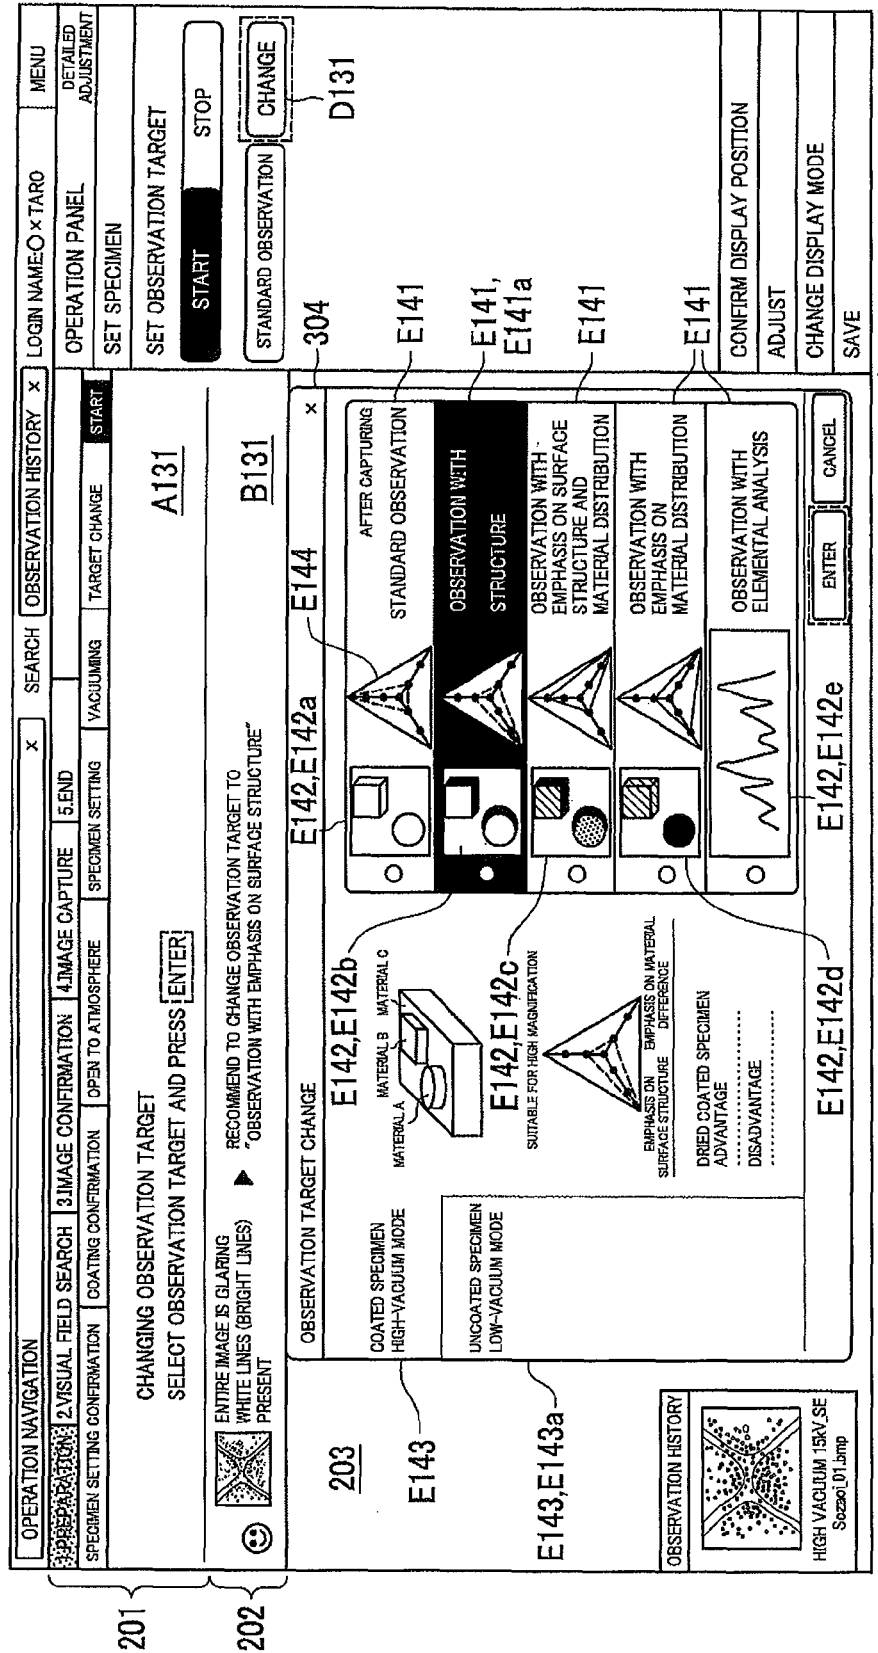 OPERATION NAVIGATION
×
SEARCH
OBSERVATION HISTORY ×
LOGIN NAME:○×TARO
MENU
1.PREPARATION
2.VISUAL FIELD SEARCH
3.IMAGE CONFIRMATION
4.IMAGE CAPTURE
5.END
OPERATION PANEL
DETAILED
ADJUSTMENT
SPECIMEN SETTING CONFIRMATION
COATING CONFIRMATION
OPEN TO ATMOSPHERE
SPECIMEN SETTING
VACUUMING
TARGET CHANGE
START
SET SPECIMEN
201
CHANGING OBSERVATION TARGET
SELECT OBSERVATION TARGET AND PRESS ENTER
A131
SET OBSERVATION TARGET
START
STOP
202
ENTIRE IMAGE IS GLARING
WHITE LINES (BRIGHT LINES)
PRESENT
RECOMMEND TO CHANGE OBSERVATION TARGET TO
"OBSERVATION WITH EMPHASIS ON SURFACE STRUCTURE"
B131
STANDARD OBSERVATION
CHANGE
D131
OBSERVATION TARGET CHANGE
×
304
203
E143
E143,E143a
COATED SPECIMEN
HIGH-VACUUM MODE
UNCOATED SPECIMEN
LOW-VACUUM MODE
MATERIAL A
MATERIAL B
MATERIAL C
SUITABLE FOR HIGH MAGNIFICATION
EMPHASIS ON
SURFACE STRUCTURE
EMPHASIS ON MATERIAL
DIFFERENCE
DRIED COATED SPECIMEN
ADVANTAGE
DISADVANTAGE
E142,E142a
E144
E142,E142b
E142,E142c
E142,E142d
E142,E142e
AFTER CAPTURING
STANDARD OBSERVATION
E141
OBSERVATION WITH
STRUCTURE
E141,
E141a
OBSERVATION WITH
EMPHASIS ON SURFACE
STRUCTURE AND
MATERIAL DISTRIBUTION
E141
OBSERVATION WITH
EMPHASIS ON
MATERIAL DISTRIBUTION
E141
OBSERVATION WITH
ELEMENTAL ANALYSIS
ENTER
CANCEL
CONFIRM DISPLAY POSITION
ADJUST
CHANGE DISPLAY MODE
SAVE
OBSERVATION HISTORY
HIGH VACUUM 15kV_SE
Sozaoi_01.bmp